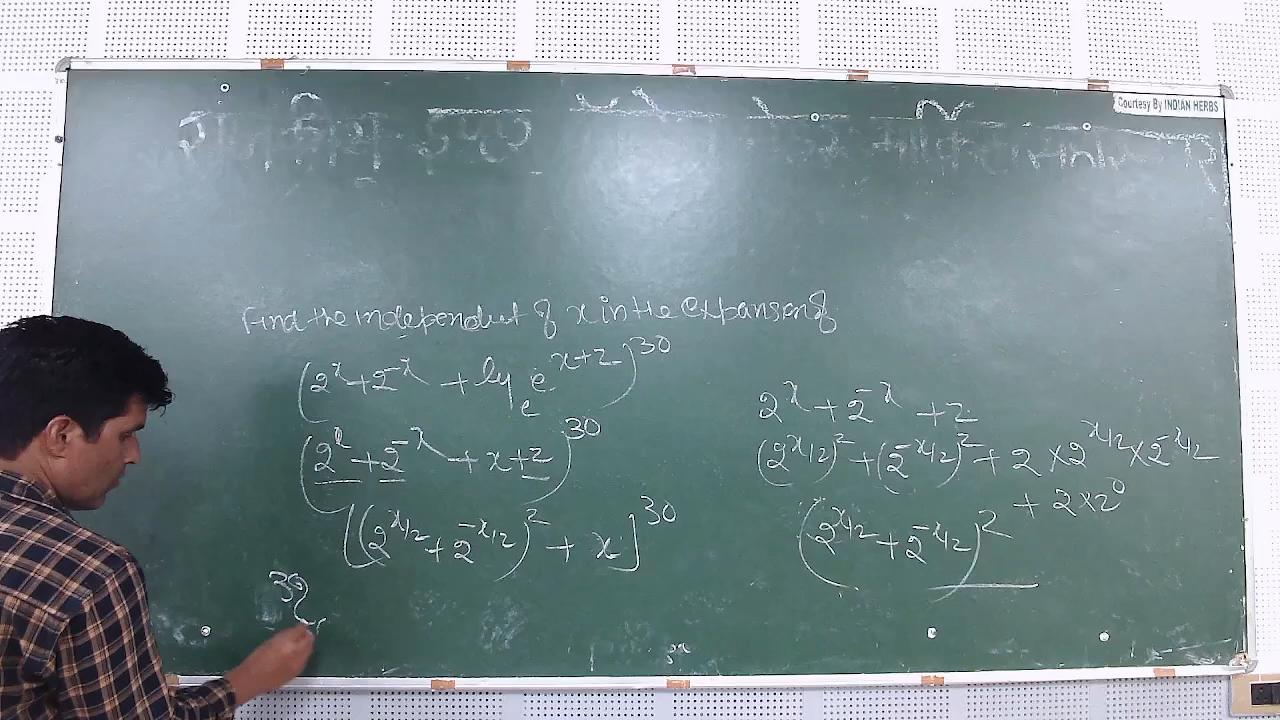 Courtesy By INDIAN HERBS
Find the independent of x in the expansion of
(2^x + 2^-x + log_e e^x+2)^30
(2^x + 2^-x + x+2)^30
[(2^x/2 + 2^-x/2)^2 + x]^30
30C
2^x + 2^-x + 2
(2^x/2)^2 + (2^-x/2)^2 + 2 × 2^x/2 × 2^-x/2
+ 2×2^0
(2^x/2 + 2^-x/2)^2